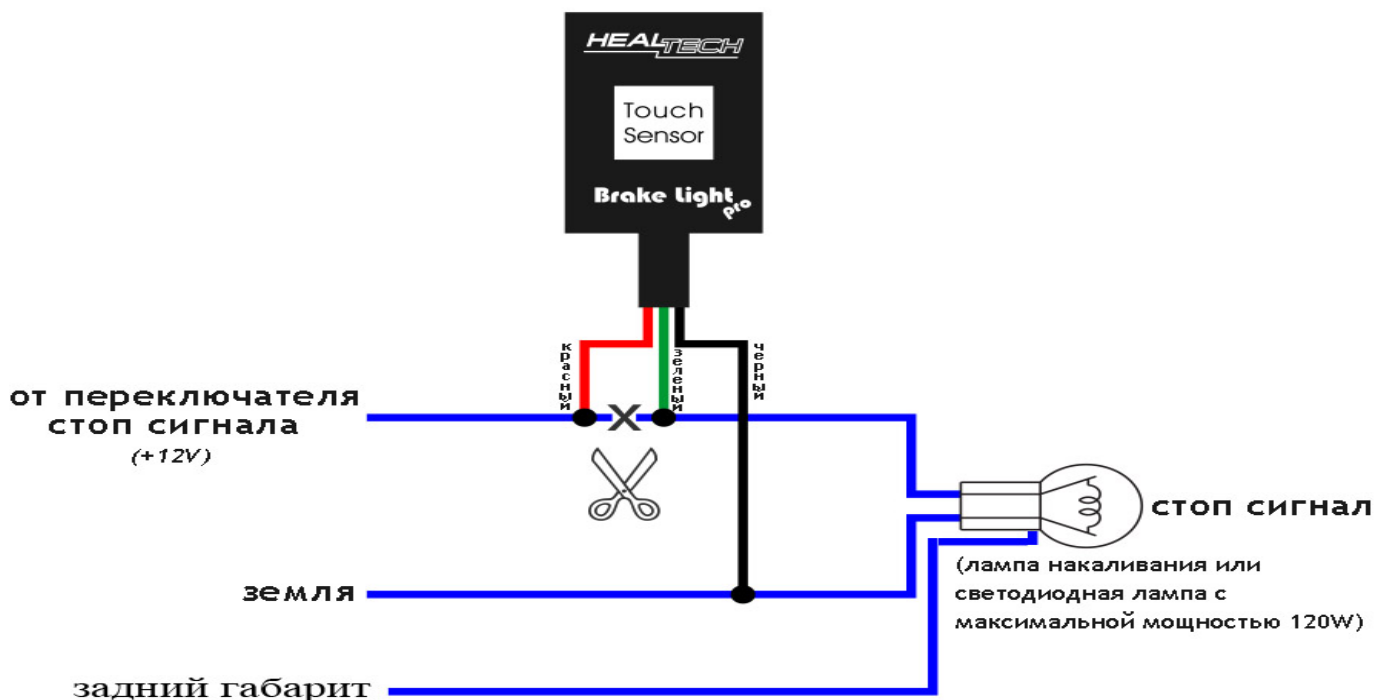 HEALTECH
Touch
Sensor
Brake Light
pro
красный
зеленый
черный
от переключателя
стоп сигнала
(+12V)
X
стоп сигнал
(лампа накаливания или
светодиодная лампа с
максимальной мощностью 120W)
земля
задний габарит